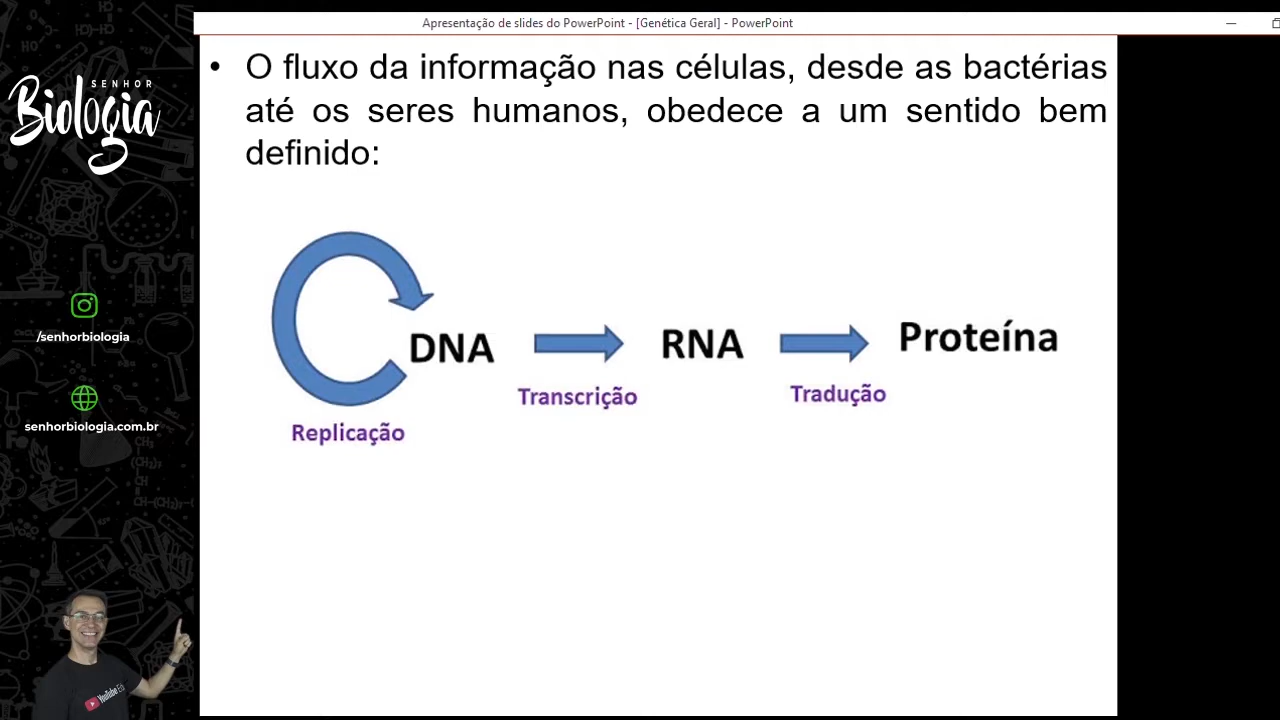 Apresentação de slides do PowerPoint - [Genética Geral] - PowerPoint
SENHOR
Biologia
/senhorbiologia
senhorbiologia.com.br
• O fluxo da informação nas células, desde as bactérias
até os seres humanos, obedece a um sentido bem
definido:
DNA
RNA
Proteína
Transcrição
Tradução
Replicação
YouTube